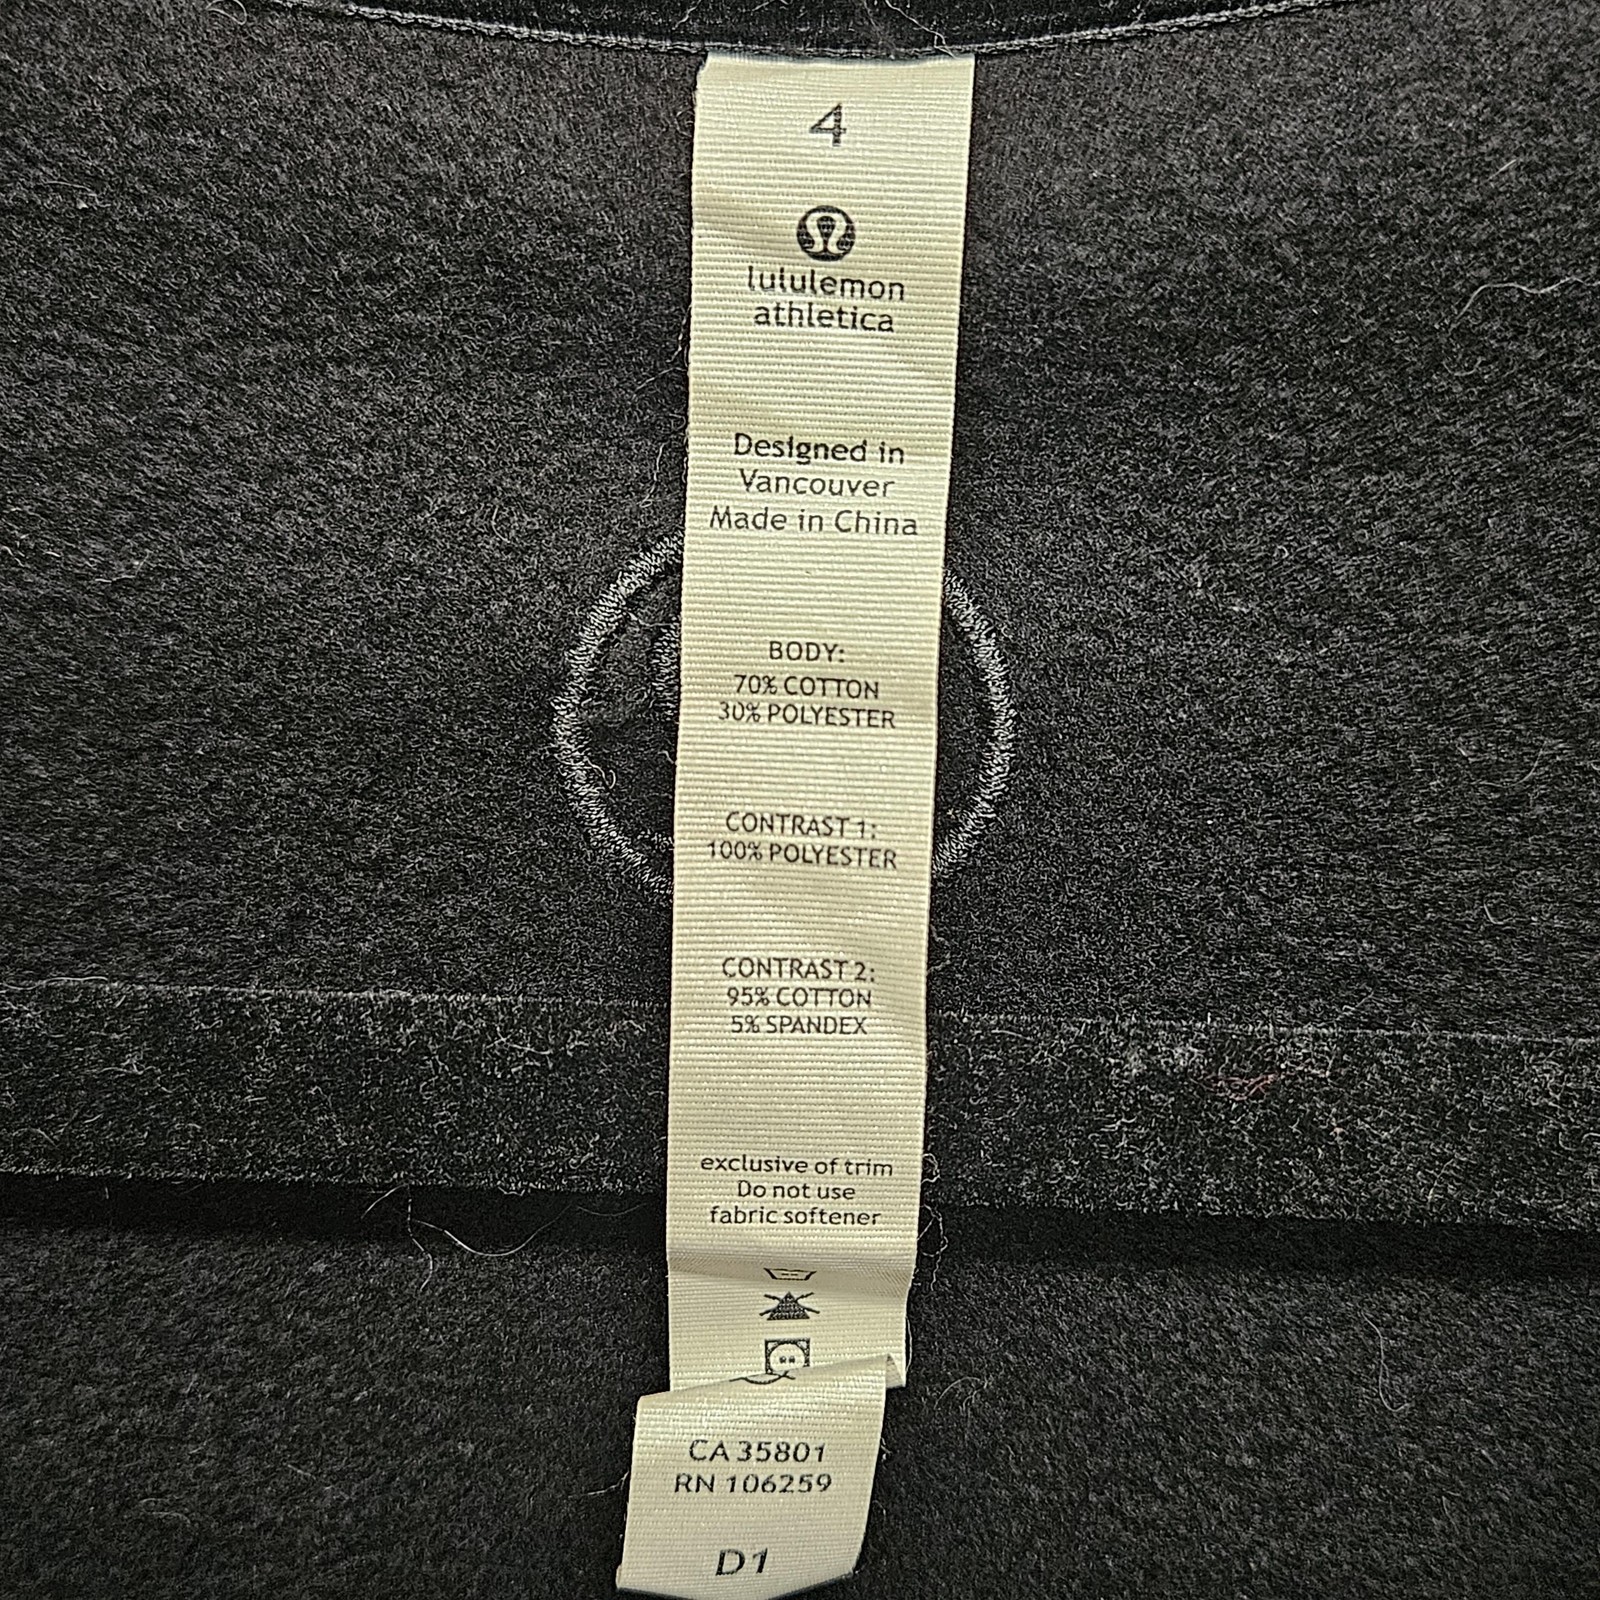 4
lululemon
athletica
Designed in
Vancouver
Made in China
BODY:
70% COTTON
30% POLYESTER
CONTRAST 1:
100% POLYESTER
CONTRAST 2:
95% COTTON
5% SPANDEX
exclusive of trim
Do not use
fabric softener
CA 35801
RN 106259
D1